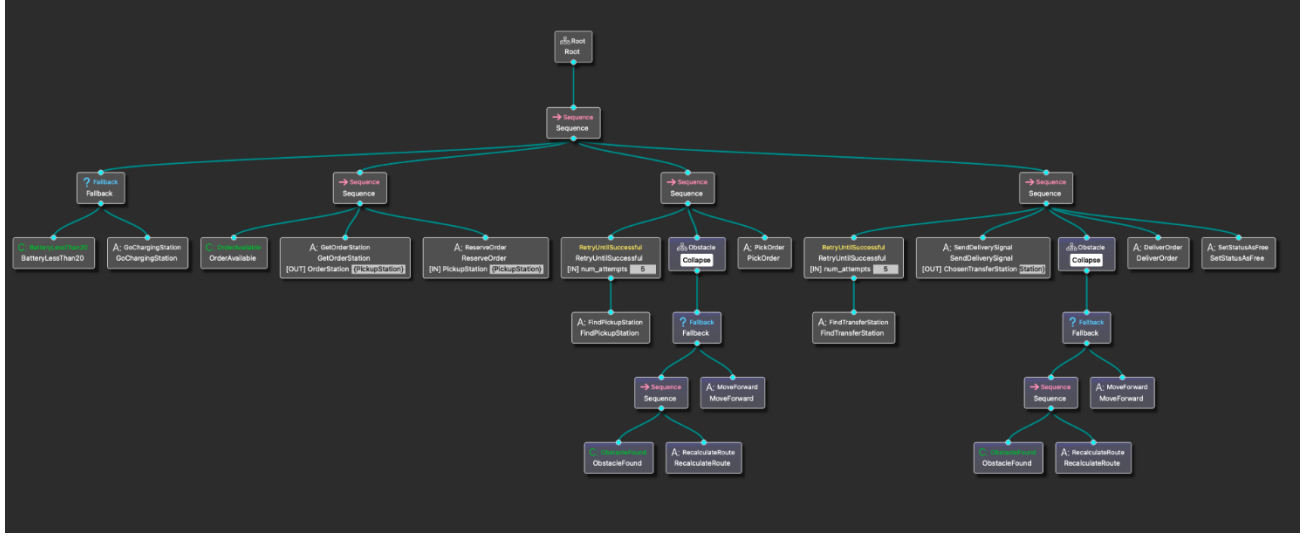 Root
Root
→ Sequence
Sequence
? Fallback
Fallback
→ Sequence
Sequence
→ Sequence
Sequence
→ Sequence
Sequence
C: BatteryLessThan20
BatteryLessThan20
A: GoChargingStation
GoChargingStation
C: OrderAvailable
OrderAvailable
A: GetOrderStation
GetOrderStation
[OUT] OrderStation {PickupStation}
A: ReserveOrder
ReserveOrder
[IN] PickupStation {PickupStation}
RetryUntilSuccessful
RetryUntilSuccessful
[IN] num_attempts 5
Obstacle
Collapse
A: PickOrder
PickOrder
RetryUntilSuccessful
RetryUntilSuccessful
[IN] num_attempts 5
A: SendDeliverySignal
SendDeliverySignal
[OUT] ChosenTransferStation Station}
Obstacle
Collapse
A: DeliverOrder
DeliverOrder
A: SetStatusAsFree
SetStatusAsFree
A: FindPickupStation
FindPickupStation
? Fallback
Fallback
A: FindTransferStation
FindTransferStation
? Fallback
Fallback
→ Sequence
Sequence
A: MoveForward
MoveForward
→ Sequence
Sequence
A: MoveForward
MoveForward
C: ObstacleFound
ObstacleFound
A: RecalculateRoute
RecalculateRoute
C: ObstacleFound
ObstacleFound
A: RecalculateRoute
RecalculateRoute